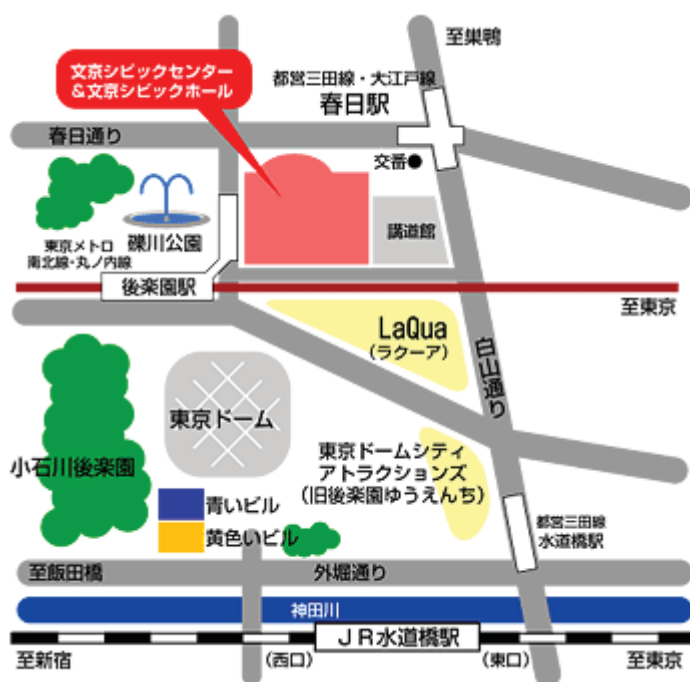 至巣鴨
文京シビックセンター
&文京シビックホール
都営三田線・大江戸線
春日駅
春日通り
交番
講道館
礫川公園
東京メトロ
南北線・丸ノ内線
後楽園駅
至東京
LaQua
(ラクーア)
白山通り
東京ドーム
小石川後楽園
東京ドームシティ
アトラクションズ
(旧後楽園ゆうえんち)
青いビル
黄色いビル
都営三田線
水道橋駅
至飯田橋
外堀通り
神田川
JR水道橋駅
至新宿
(西口)
(東口)
至東京